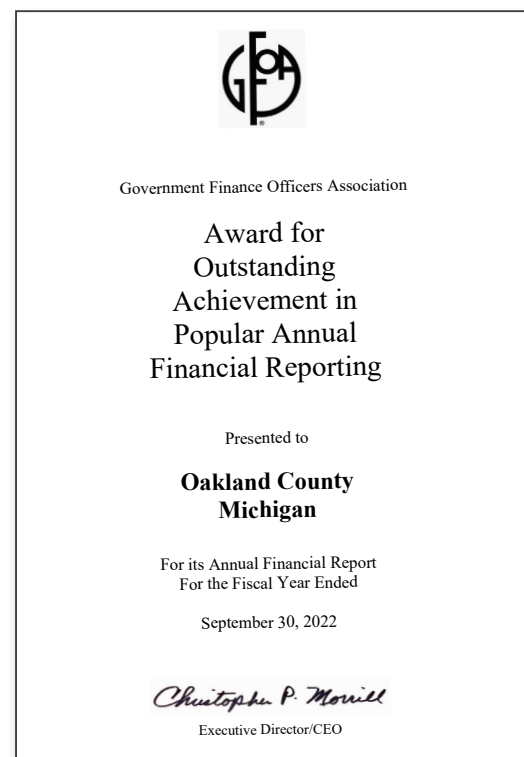 GFOA
®
Government Finance Officers Association
Award for
Outstanding
Achievement in
Popular Annual
Financial Reporting
Presented to
Oakland County
Michigan
For its Annual Financial Report
For the Fiscal Year Ended
September 30, 2022
Christopher P. Morrill
Executive Director/CEO